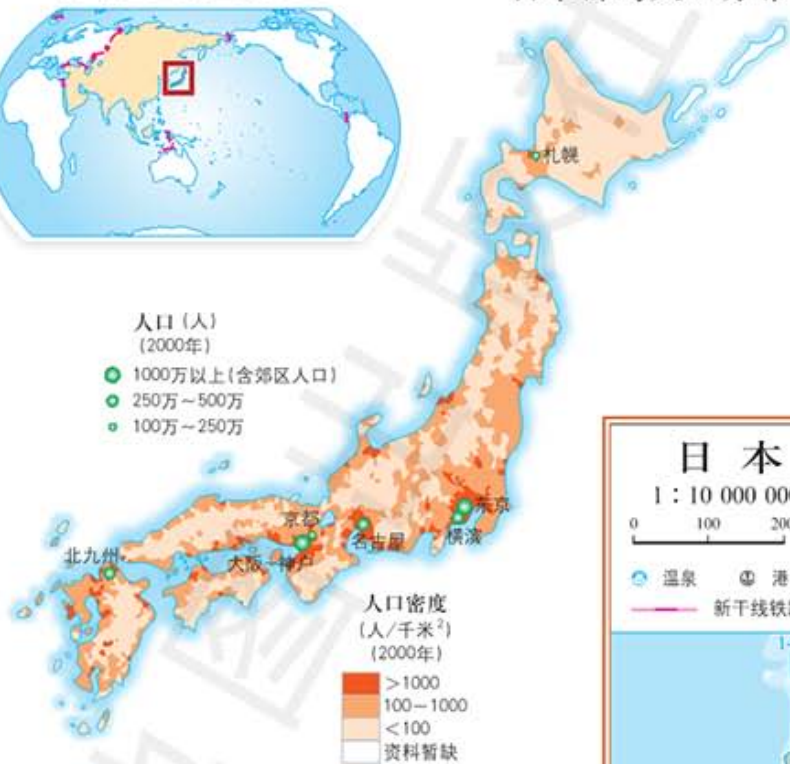 札幌
人口 (人)
(2000年)
1000万以上(含郊区人口)
250万~500万
100万~250万
日 本
1:10 000 000
0 100 200
温泉
港
新干线铁路
东京
京都
名古屋
横滨
大阪-神户
北九州
人口密度
(人/千米²)
(2000年)
>1000
100-1000
<100
资料暂缺